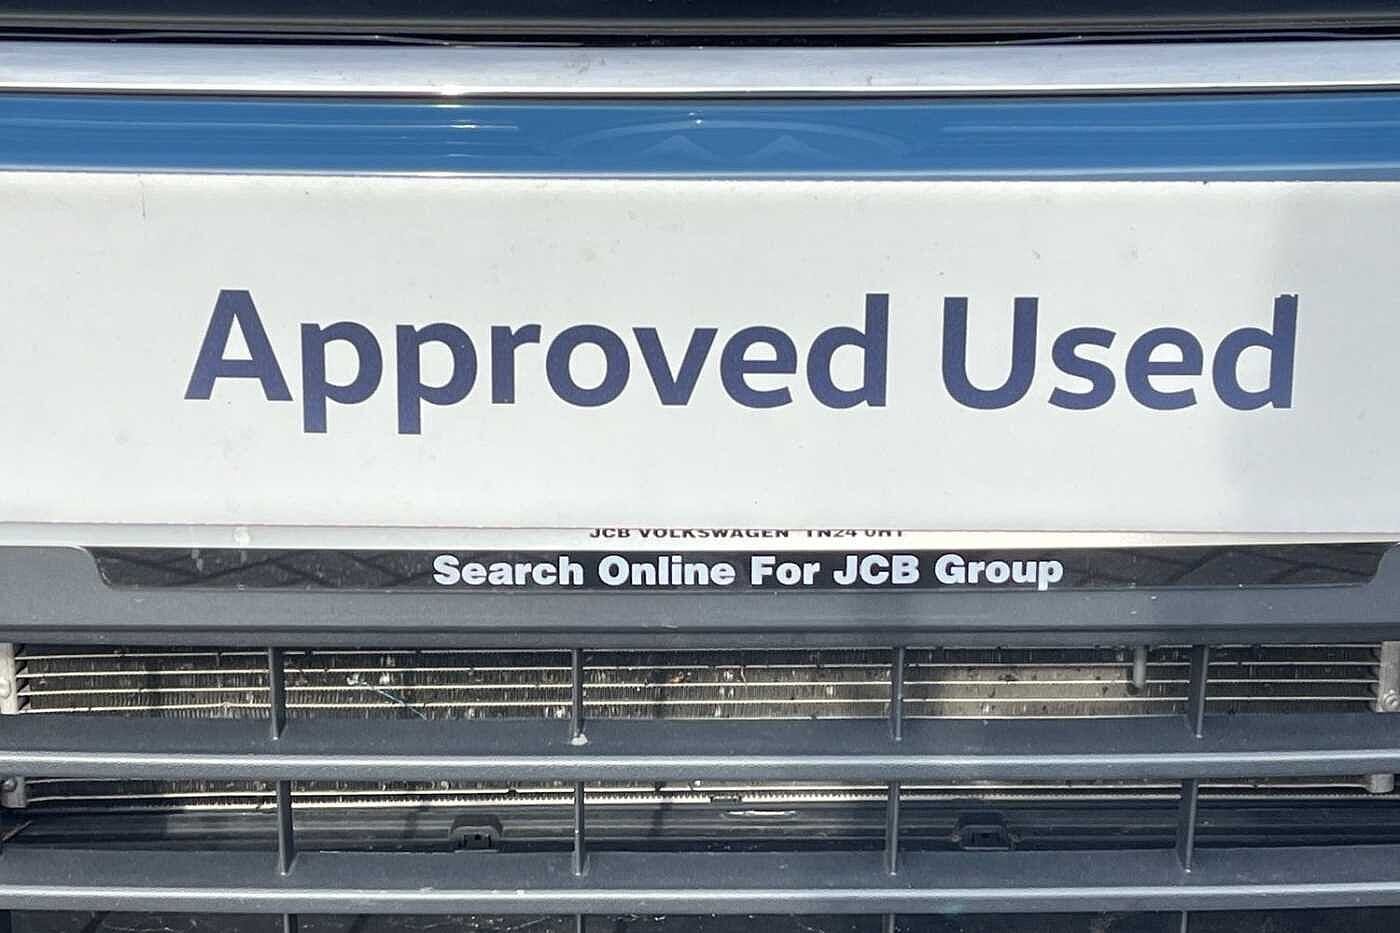 Approved Used
JCB VOLKSWAGEN TN24 0HT
Search Online For JCB Group